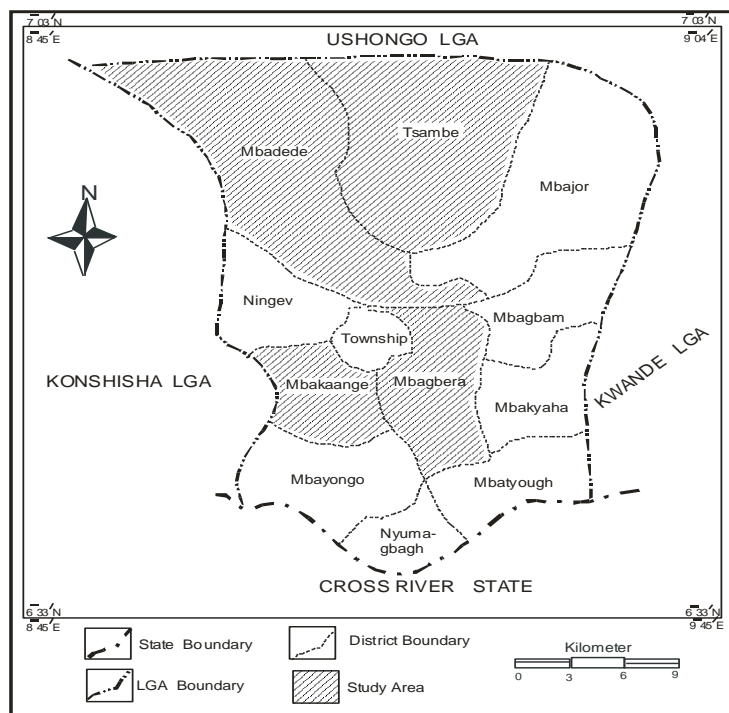 7 03 N
8 45 E
7 03 N
9 04 E
USHONGO LGA
Tsambe
Mbadede
Mbajor
N
Ningev
Mbagbam
Township
KONSHISHA LGA
Mbakaange
Mbagbera
KWANDE LGA
Mbakyaha
Mbayongo
Mbatyough
Nyuma-
gbagh
CROSS RIVER STATE
6 33 N
8 45 E
6 33 N
9 45 E
State Boundary
District Boundary
Kilometer
0 3 6 9
LGA Boundary
Study Area